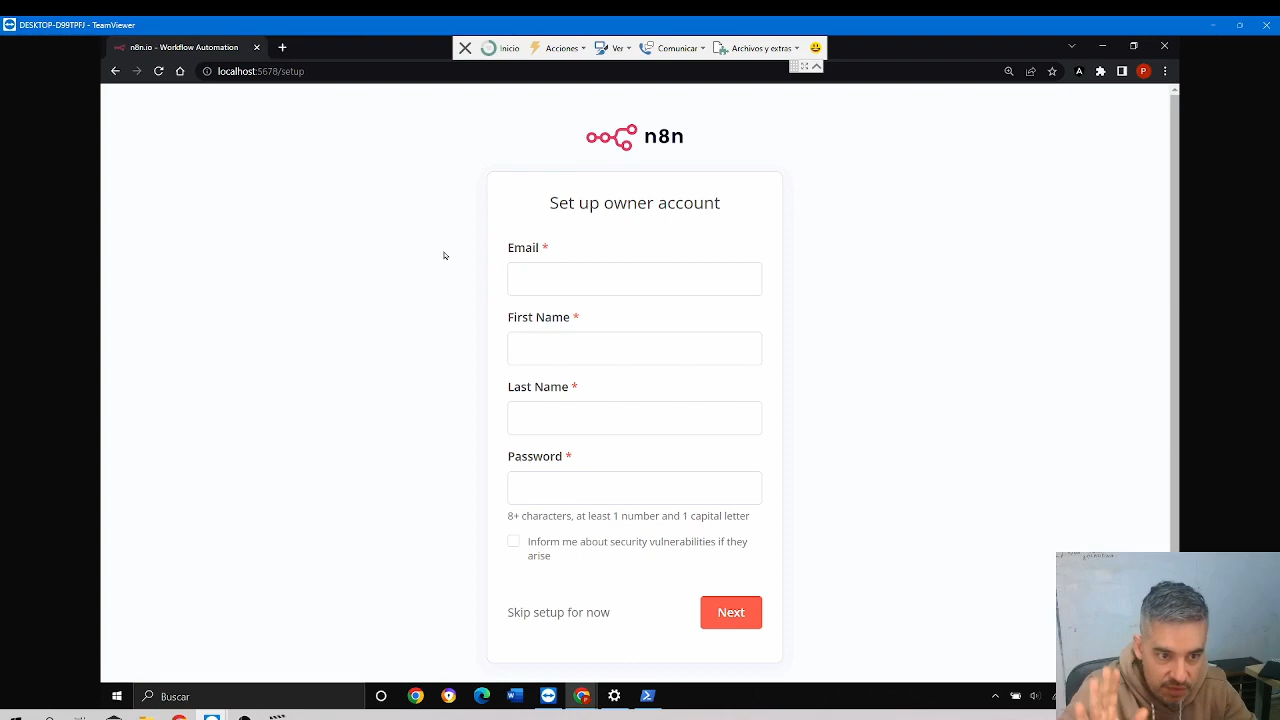 DESKTOP-D99TPFJ - TeamViewer
n8n.io - Workflow Automation
Inicio
Acciones
Ver
Comunicar
Archivos y extras
localhost:5678/setup
A
P
n8n
Set up owner account
Email *
First Name *
Last Name *
Password *
8+ characters, at least 1 number and 1 capital letter
Inform me about security vulnerabilities if they
arise
Skip setup for now
Next
Buscar